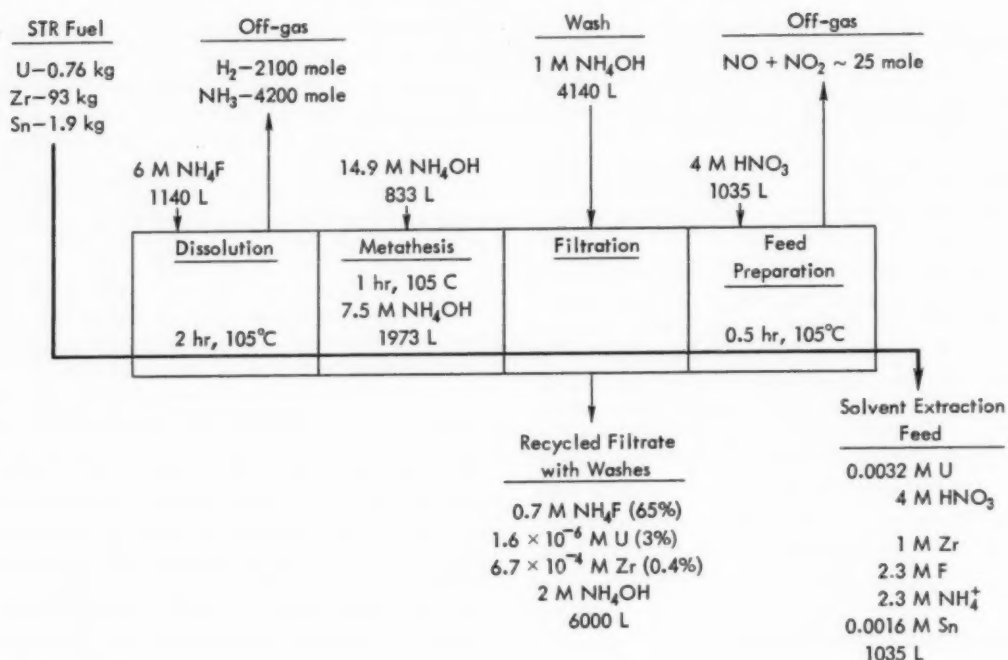 STR Fuel
U—0.76 kg
Zr—93 kg
Sn—1.9 kg
Off-gas
H₂—2100 mole
NH₃—4200 mole
Wash
1 M NH₄OH
4140 L
Off-gas
NO + NO₂ ~ 25 mole
6 M NH₄F
1140 L
14.9 M NH₄OH
833 L
4 M HNO₃
1035 L
Dissolution
2 hr, 105°C
Metathesis
1 hr, 105 C
7.5 M NH₄OH
1973 L
Filtration
Feed
Preparation
0.5 hr, 105°C
Recycled Filtrate
with Washes
0.7 M NH₄F (65%)
1.6 × 10⁻⁶ M U (3%)
6.7 × 10⁻⁴ M Zr (0.4%)
2 M NH₄OH
6000 L
Solvent Extraction
Feed
0.0032 M U
4 M HNO₃
1 M Zr
2.3 M F
2.3 M NH₄⁺
0.0016 M Sn
1035 L